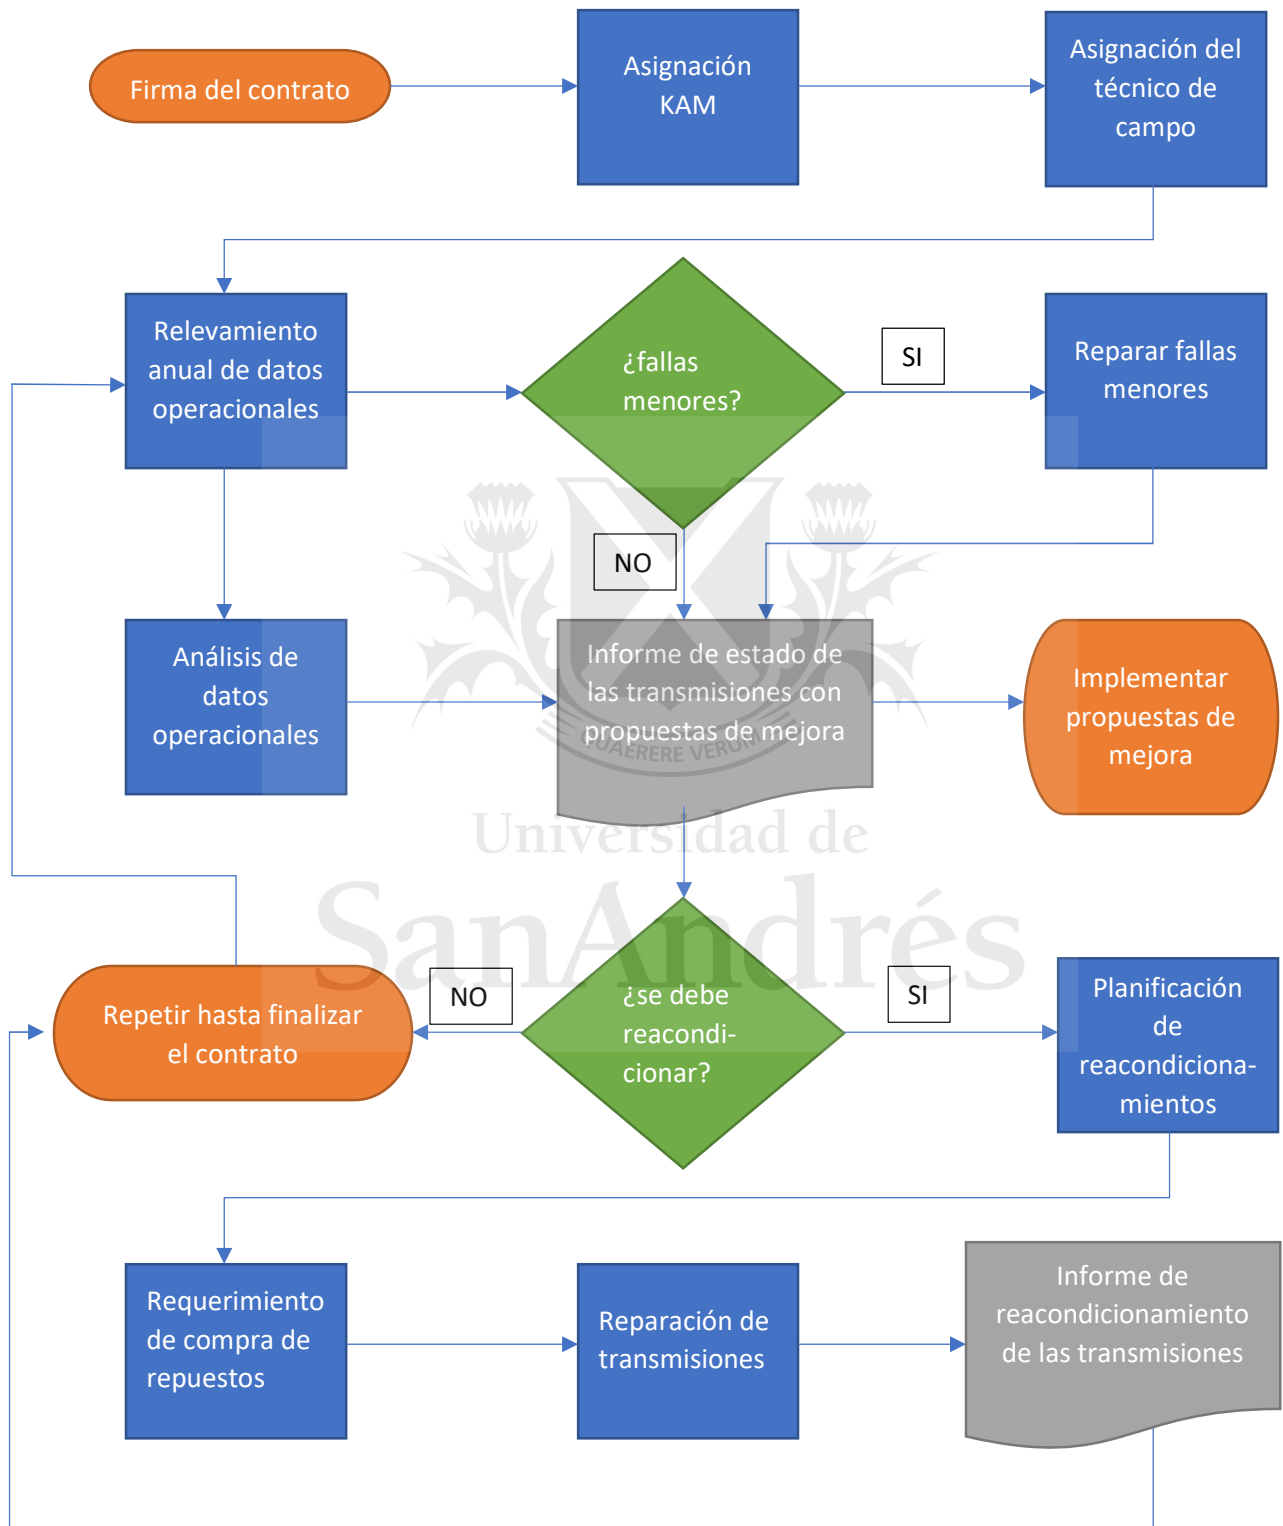 Firma del contrato
Asignación
KAM
Asignación del
técnico de
campo
Relevamiento
anual de datos
operacionales
¿fallas
menores?
SI
Reparar fallas
menores
NO
Análisis de
datos
operacionales
Informe de estado de
las transmisiones con
propuestas de mejora
Implementar
propuestas de
mejora
QUAERERE VERUM
Universidad de
SanAndrés
Repetir hasta finalizar
el contrato
NO
¿se debe
reacondi-
cionar?
SI
Planificación
de
reacondiciona-
mientos
Requerimiento
de compra de
repuestos
Reparación de
transmisiones
Informe de
reacondicionamiento
de las transmisiones